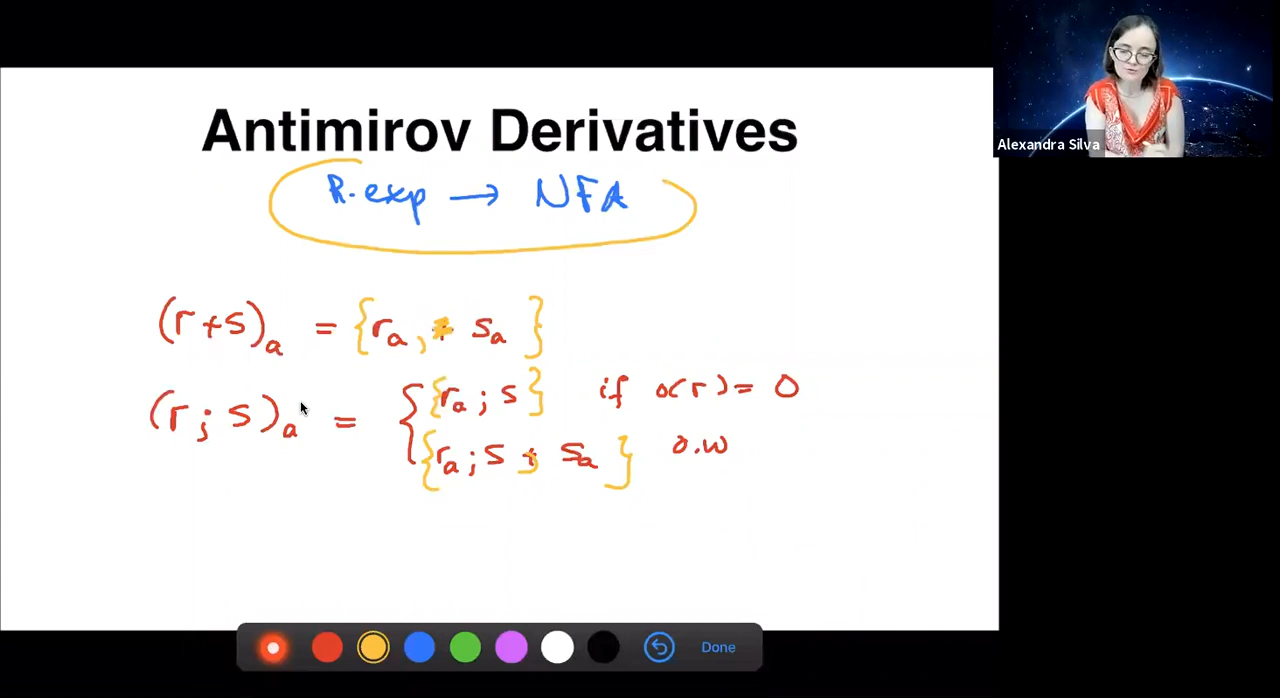 Antimirov Derivatives
R.exp → NFA
Alexandra Silva
(r+s)a = {ra, sa}
(r;s)a = { {ra;s} if o(r)= 0
{ra;s, sa} o.w
Done